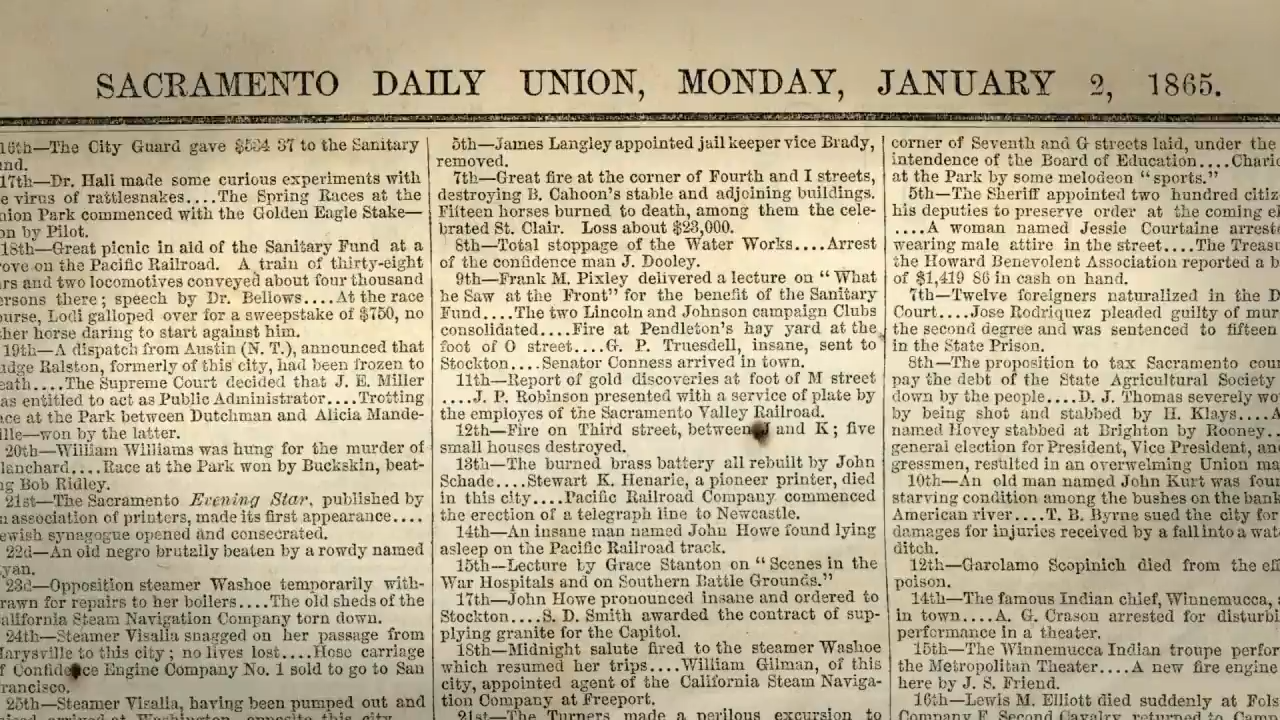 SACRAMENTO DAILY UNION, MONDAY, JANUARY 2, 1865.
16th—The City Guard gave $534 37 to the Sanitary
17th—Dr. Hall made some curious experiments with
virus of rattlesnakes....The Spring Races at the
Park commenced with the Golden Eagle Stake—
by Pilot.
18th—Great picnic in aid of the Sanitary Fund at a
on the Pacific Railroad. A train of thirty-eight
and two locomotives conveyed about four thousand
there; speech by Dr. Bellows....At the race
Lodi galloped over for a sweepstake of $750, no
horse daring to start against him.
19th—A dispatch from Austin (N. T.), announced that
Ralston, formerly of this city, had been frozen to
....The Supreme Court decided that J. E. Miller
entitled to act as Public Administrator....Trotting
at the Park between Dutchman and Alicia Mande-
ille—won by the latter.
20th—William Williams was hung for the murder of
lanchard....Race at the Park won by Buckskin, beat-
ng Bob Ridley.
21st—The Sacramento Evening Star, published by
association of printers, made its first appearance....
ewish synagogue opened and consecrated.
22d—An old negro brutally beaten by a rowdy named
yan.
23d—Opposition steamer Washoe temporarily with-
rawn for repairs to her boilers....The old sheds of the
alifornia Steam Navigation Company torn down.
24th—Steamer Visalia snagged on her passage from
Marysville to this city; no lives lost....Hose carriage
f Confidence Engine Company No. 1 sold to go to San
rancisco.
25th—Steamer Visalia, having been pumped out and
arrived at Washington, opposite this city
5th—James Langley appointed jail keeper vice Brady,
removed.
7th—Great fire at the corner of Fourth and I streets,
destroying B. Cahoon's stable and adjoining buildings.
Fifteen horses burned to death, among them the cele-
brated St. Clair. Loss about $23,000.
8th—Total stoppage of the Water Works....Arrest
of the confidence man J. Dooley.
9th—Frank M. Pixley delivered a lecture on "What
he Saw at the Front" for the benefit of the Sanitary
Fund....The two Lincoln and Johnson campaign Clubs
consolidated....Fire at Pendleton's hay yard at the
foot of O street....G. P. Truesdell, insane, sent to
Stockton....Senator Conness arrived in town.
11th—Report of gold discoveries at foot of M street
....J. P. Robinson presented with a service of plate by
the employes of the Sacramento Valley Railroad.
12th—Fire on Third street, between J and K; five
small houses destroyed.
13th—The burned brass battery all rebuilt by John
Schade....Stewart K. Henarie, a pioneer printer, died
in this city....Pacific Railroad Company commenced
the erection of a telegraph line to Newcastle.
14th—An insane man named John Howe found lying
asleep on the Pacific Railroad track.
15th—Lecture by Grace Stanton on "Scenes in the
War Hospitals and on Southern Battle Grounds."
17th—John Howe pronounced insane and ordered to
Stockton....S. D. Smith awarded the contract of sup-
plying granite for the Capitol.
18th—Midnight salute fired to the steamer Washoe
which resumed her trips....William Gilman, of this
city, appointed agent of the California Steam Naviga-
tion Company at Freeport.
21st—The Turners made a perilous excursion to
corner of Seventh and G streets laid, under the
intendence of the Board of Education....
at the Park by some melodeon "sports."
5th—The Sheriff appointed two hundred citiz
his deputies to preserve order at the coming el
....A woman named Jessie Courtaine arreste
wearing male attire in the street....The Treas
the Howard Benevolent Association reported a b
of $1,419 86 in cash on hand.
7th—Twelve foreigners naturalized in the D
Court....Jose Rodriquez pleaded guilty of mur
the second degree and was sentenced to fifteen
in the State Prison.
8th—The proposition to tax Sacramento coun
pay the debt of the State Agricultural Society
down by the people....D. J. Thomas severely wo
by being shot and stabbed by H. Klays....A
named Hovey stabbed at Brighton by Rooney..
general election for President, Vice President, and
gressmen, resulted in an overwelming Union ma
10th—An old man named John Kurt was foun
starving condition among the bushes on the bank
American river....T. B. Byrne sued the city for
damages for injuries received by a fall into a wat
ditch.
12th—Garolamo Scopinich died from the eff
poison.
14th—The famous Indian chief, Winnemucca,
in town....A. G. Crason arrested for disturbi
performance in a theater.
15th—The Winnemucca Indian troupe perfor
the Metropolitan Theater....A new fire engine
here by J. S. Friend.
16th—Lewis M. Elliott died suddenly at Fols
Company F, Second Cavalry, returned